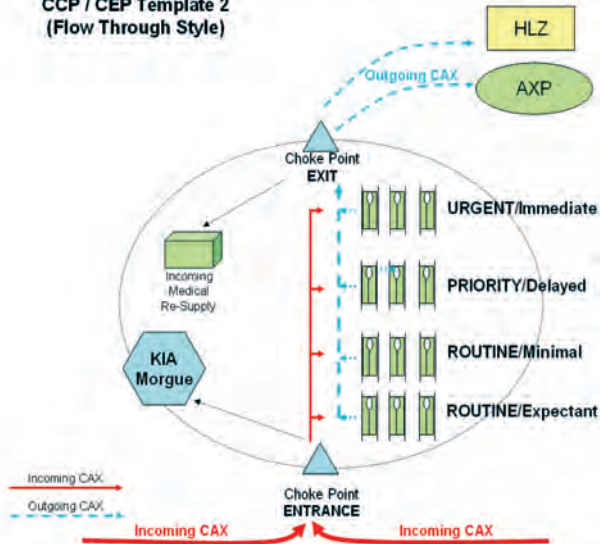 CCP / CEP Template 2
(Flow Through Style)
HLZ
Outgoing CAX
AXP
Choke Point
EXIT
URGENT/Immediate
Incoming
Medical
Re-Supply
PRIORITY/Delayed
KIA
Morgue
ROUTINE/Minimal
ROUTINE/Expectant
Incoming CAX
Outgoing CAX
Choke Point
ENTRANCE
Incoming CAX
Incoming CAX